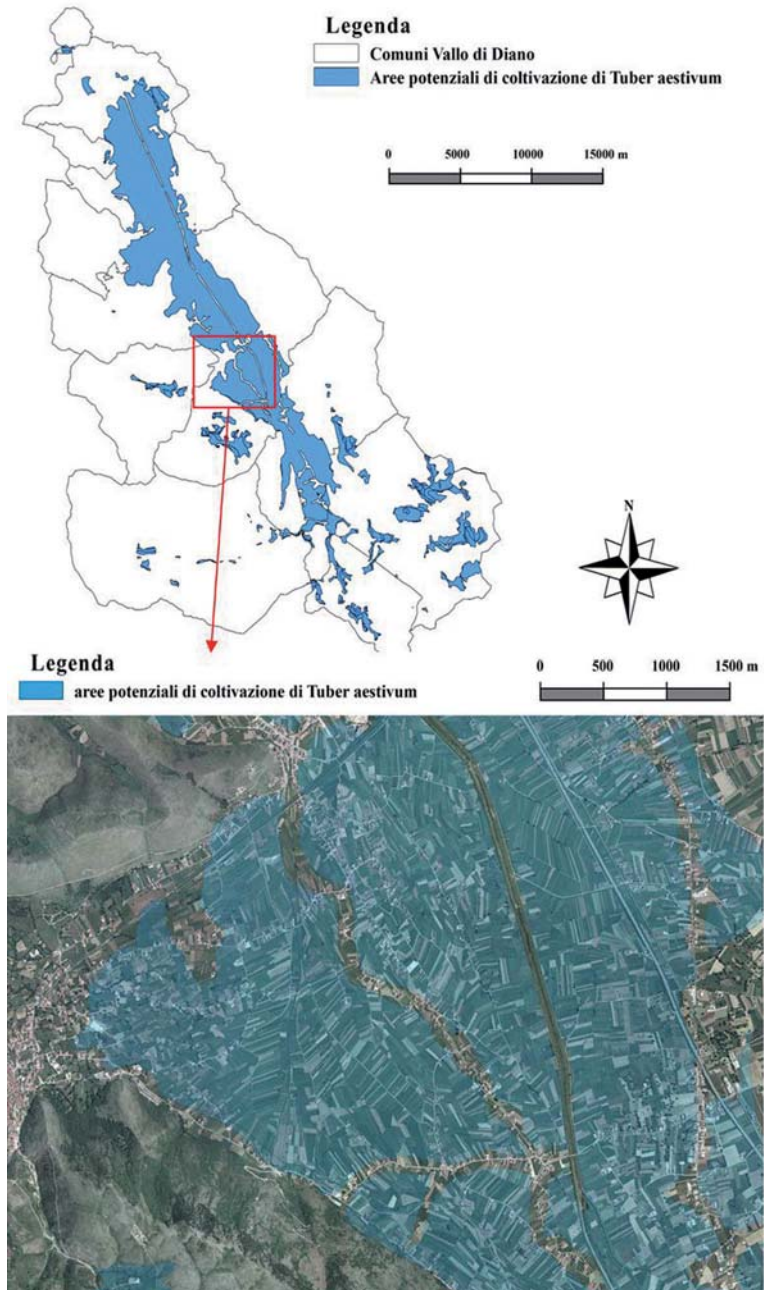 Legenda
Comuni Vallo di Diano
Aree potenziali di coltivazione di Tuber aestivum
0 5000 10000 15000 m
N
Legenda
aree potenziali di coltivazione di Tuber aestivum
0 500 1000 1500 m